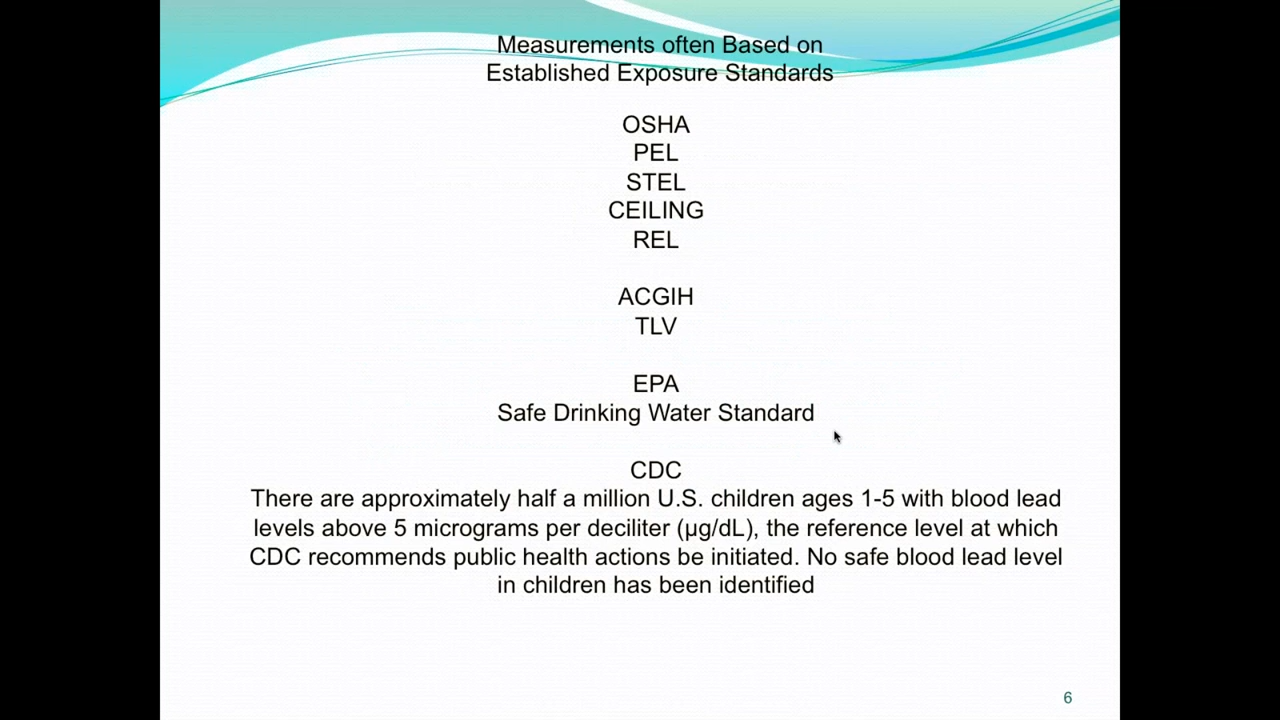 Measurements often Based on
Established Exposure Standards
OSHA
PEL
STEL
CEILING
REL
ACGIH
TLV
EPA
Safe Drinking Water Standard
CDC
There are approximately half a million U.S. children ages 1-5 with blood lead
levels above 5 micrograms per deciliter (µg/dL), the reference level at which
CDC recommends public health actions be initiated. No safe blood lead level
in children has been identified
6